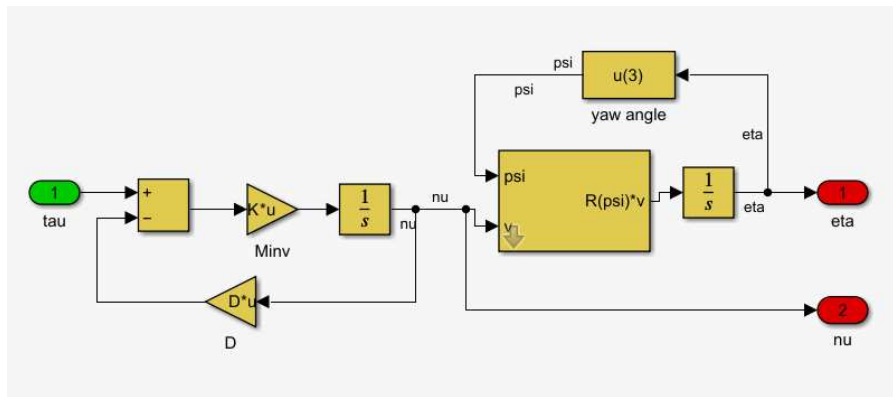 psi
u(3)
psi
yaw angle
eta
psi
1
tau
+
−
K*u
Minv
1
s
nu
nu
v
R(psi)*v
1
s
eta
1
eta
D*u
D
2
nu